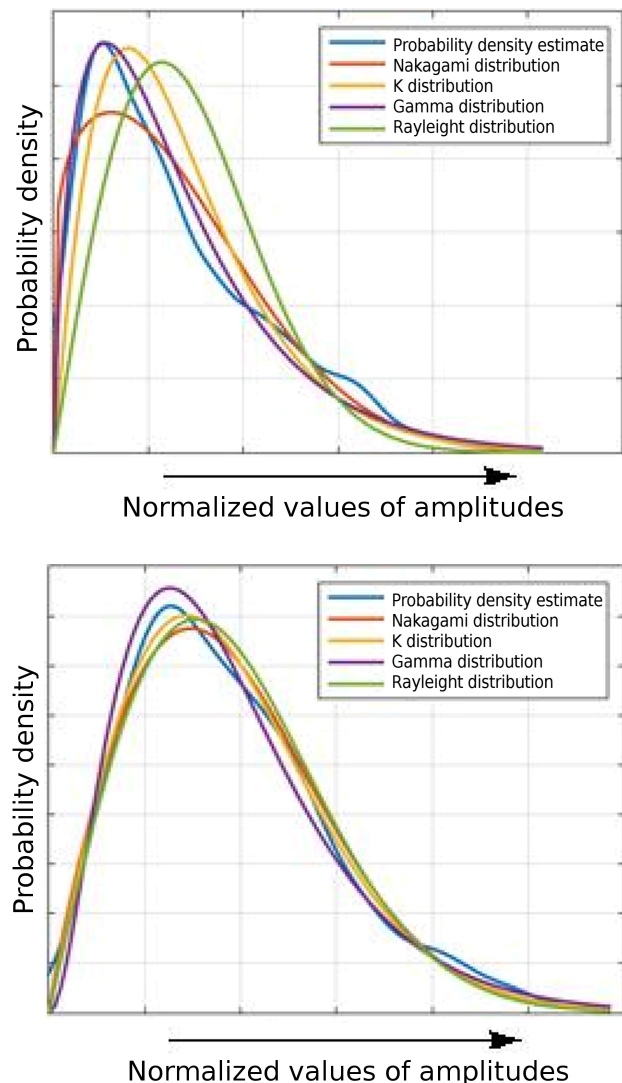 Probability density estimate
Nakagami distribution
K distribution
Gamma distribution
Rayleight distribution
Probability density
Normalized values of amplitudes
Probability density estimate
Nakagami distribution
K distribution
Gamma distribution
Rayleight distribution
Probability density
Normalized values of amplitudes